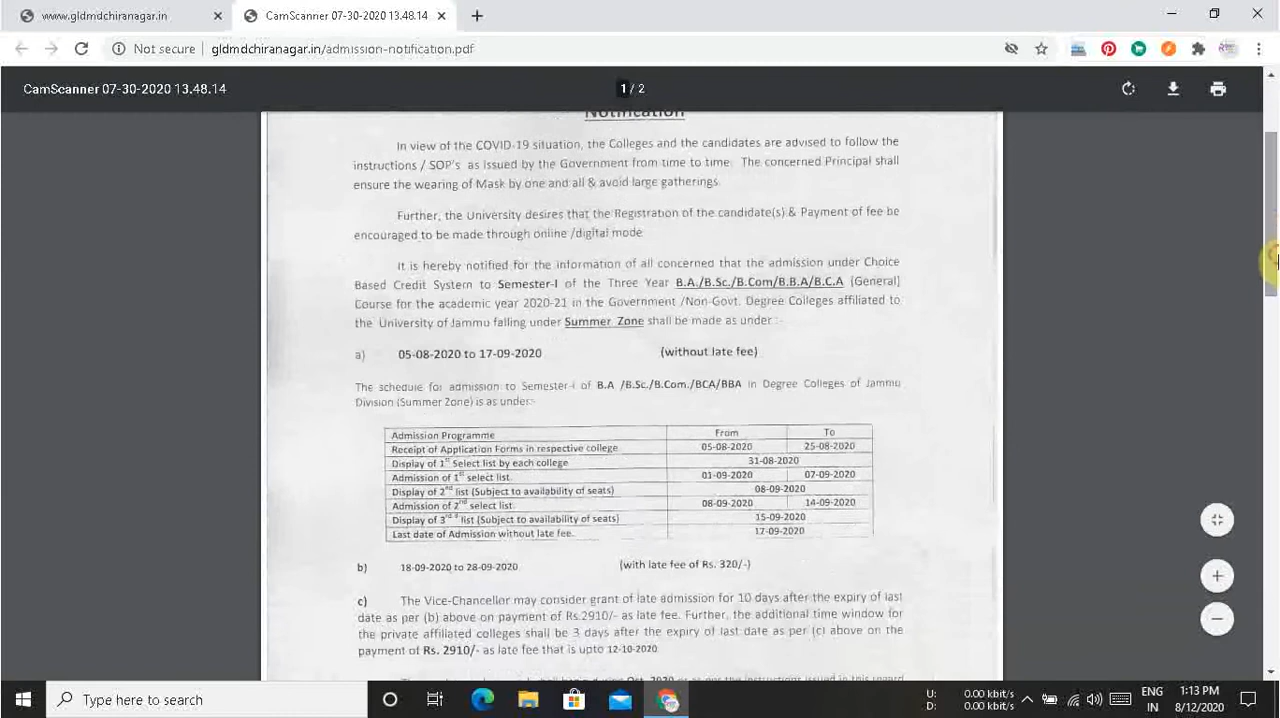 www.gldmdchiranagar.in
CamScanner 07-30-2020 13.48.14
Not secure | gldmdchiranagar.in/admission-notification.pdf
CamScanner 07-30-2020 13.48.14
1 / 2
Notification
In view of the COVID-19 situation, the Colleges and the candidates are advised to follow the
instructions / SOP's as issued by the Government from time to time. The concerned Principal shall
ensure the wearing of Mask by one and all & avoid large gatherings.
Further, the University desires that the Registration of the candidate(s) & Payment of fee be
encouraged to be made through online /digital mode
It is hereby notified for the information of all concerned that the admission under Choice
Based Credit System to Semester-I of the Three Year B.A./B.Sc./B.Com/B.B.A/B.C.A (General)
Course for the academic year 2020-21 in the Government /Non-Govt. Degree Colleges affiliated to
the University of Jammu falling under Summer Zone shall be made as under :-
a) 05-08-2020 to 17-09-2020 (without late fee)
The schedule for admission to Semester-I of B.A /B.Sc./B.Com./BCA/BBA in Degree Colleges of Jammu
Division (Summer Zone) is as under:-
Admission Programme From To
Receipt of Application Forms in respective college 05-08-2020 25-08-2020
Display of 1st Select list by each college 31-08-2020
Admission of 1st select list. 01-09-2020 07-09-2020
Display of 2nd list (Subject to availability of seats) 08-09-2020
Admission of 2nd select list. 08-09-2020 14-09-2020
Display of 3rd list (Subject to availability of seats) 15-09-2020
Last date of Admission without late fee. 17-09-2020
b) 18-09-2020 to 28-09-2020 (with late fee of Rs. 320/-)
c) The Vice-Chancellor may consider grant of late admission for 10 days after the expiry of last
date as per (b) above on payment of Rs.2910/- as late fee. Further, the additional time window for
the private affiliated colleges shall be 3 days after the expiry of last date as per (c) above on the
payment of Rs. 2910/- as late fee that is upto 12-10-2020.
Type here to search
U: 0.00 kbit/s
D: 0.00 kbit/s
ENG
IN
1:13 PM
8/12/2020